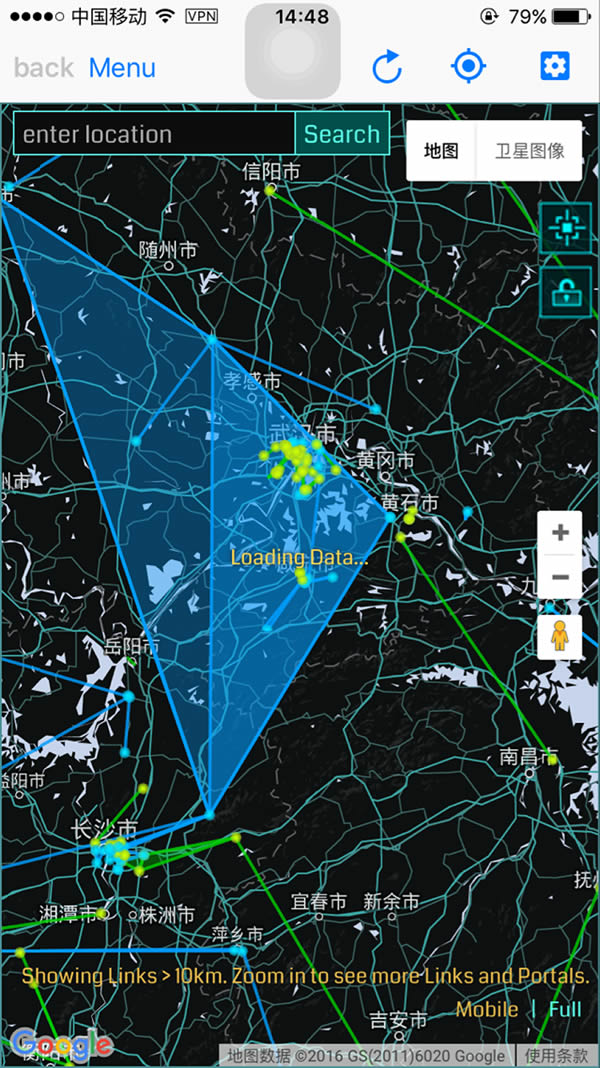 中国移动 VPN 14:48 79%
back Menu
enter location Search
地图 卫星图像
信阳市
随州市
孝感市
武汉市
黄冈市
黄石市
Loading Data...
岳阳市
南昌市
益阳市
长沙市
宜春市 新余市
湘潭市 株洲市
萍乡市
Showing Links > 10km. Zoom in to see more Links and Portals.
Mobile | Full
吉安市
Google 地图数据 ©2016 GS(2011)6020 Google 使用条款